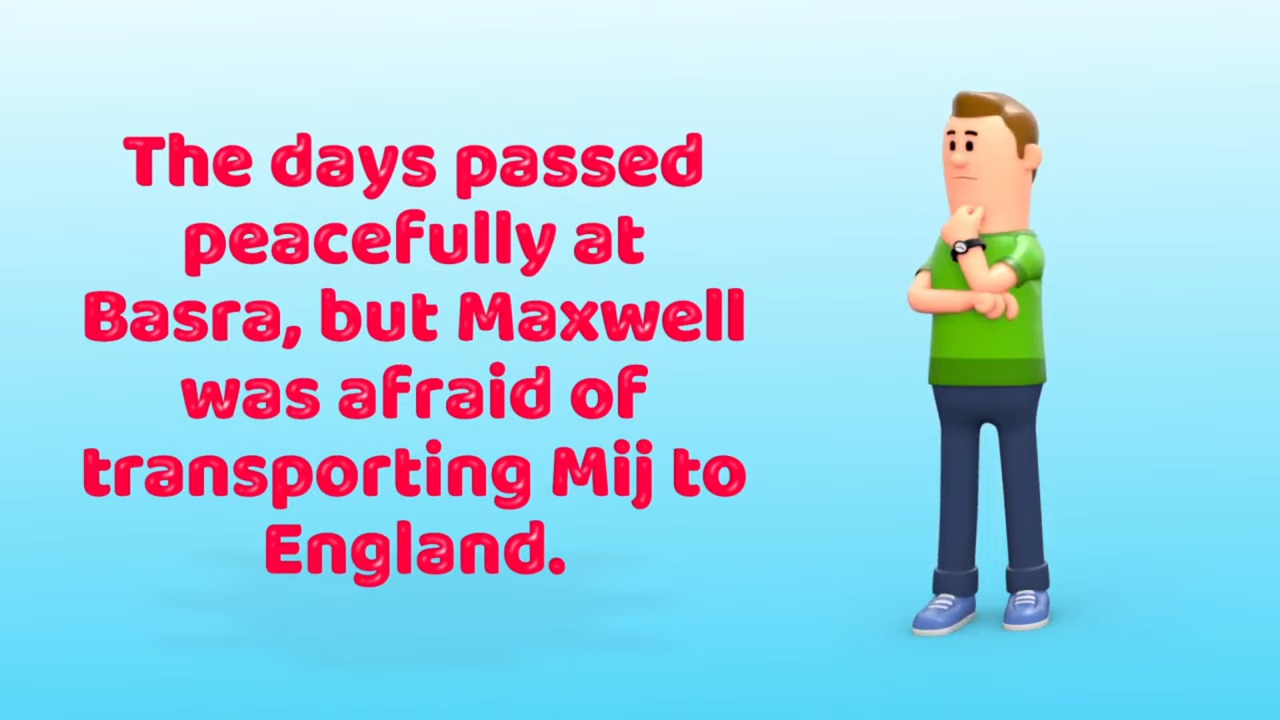 The days passed
peacefully at
Basra, but Maxwell
was afraid of
transporting Mij to
England.